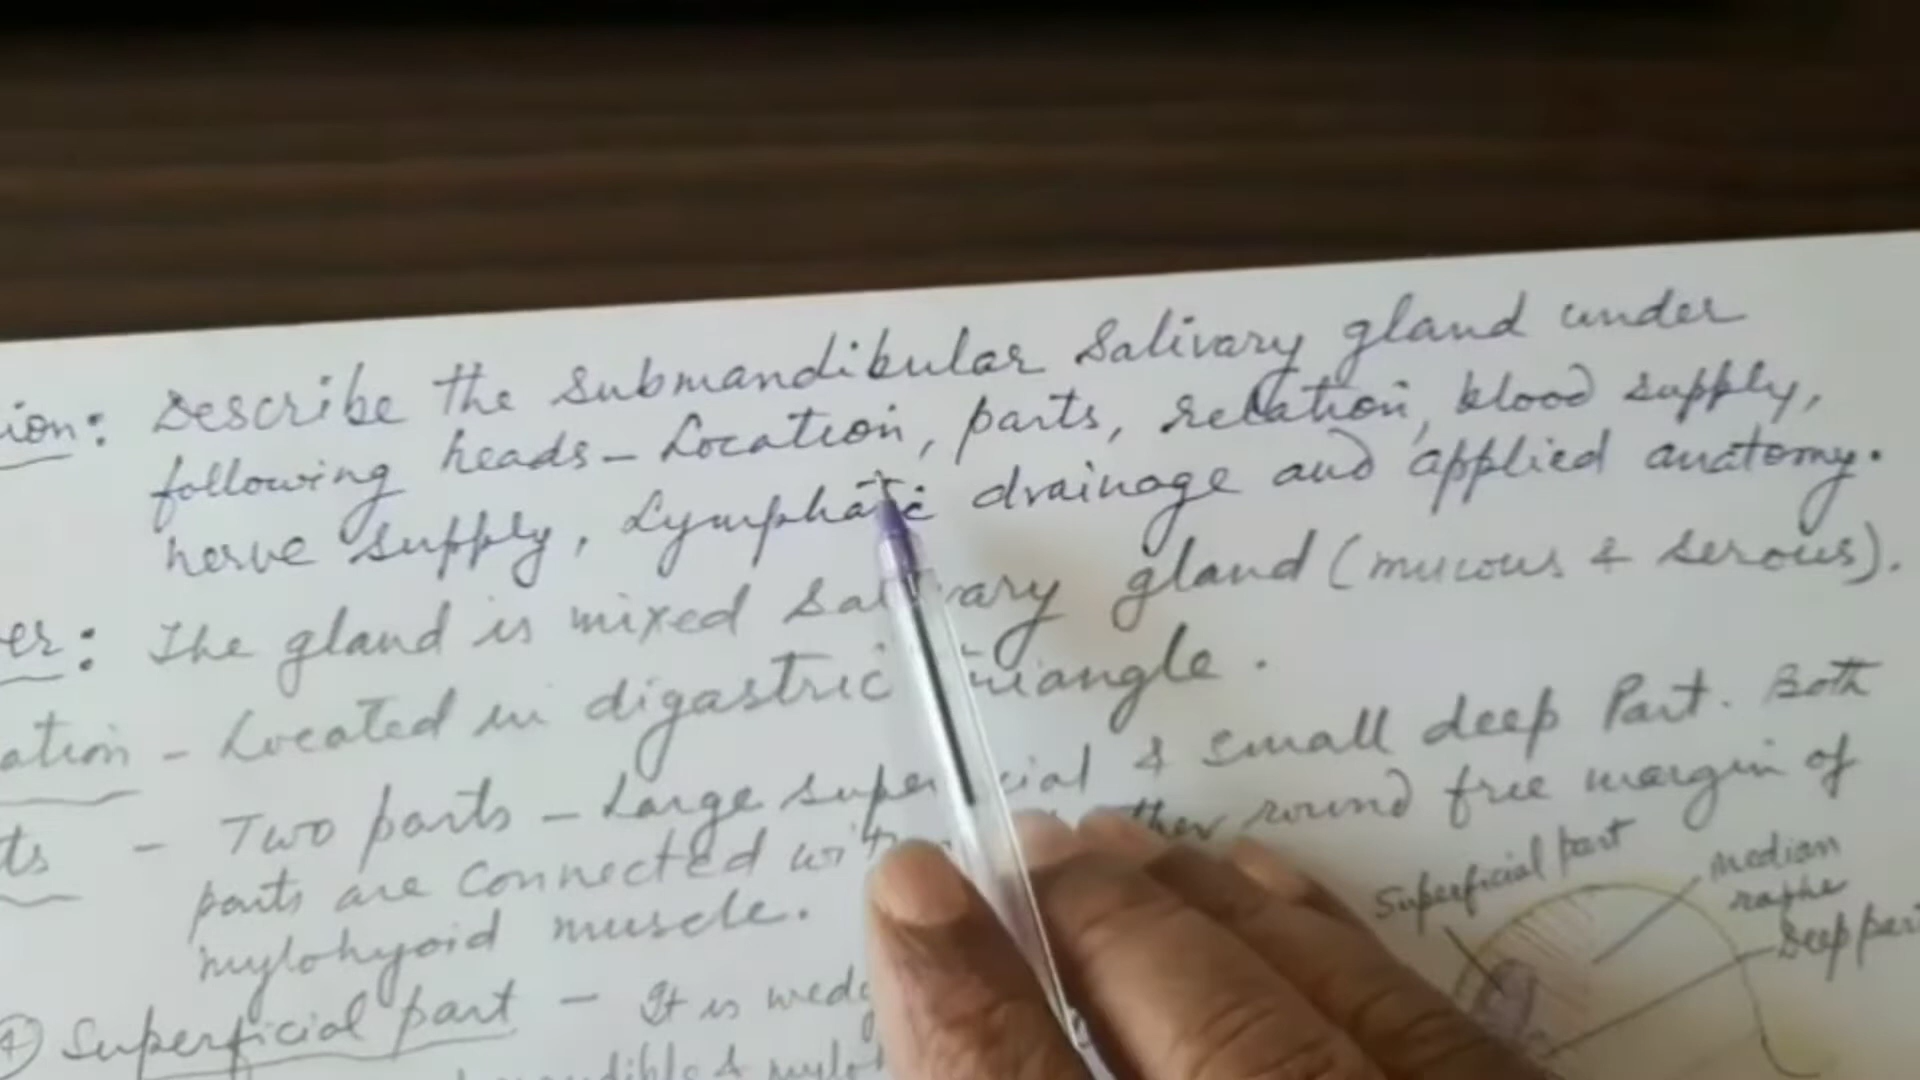 ion: Describe the submandibular salivary gland under
following heads - Location, parts, relation, blood supply,
nerve supply, Lymphatic drainage and applied anatomy.
er: The gland is mixed salivary gland (mucous & serous).
ation - Located in digastric triangle.
ts - Two parts - Large superficial & small deep Part. Both
parts are connected round free margin of
mylohyoid muscle.
Superficial part
median
raphe
Deep part
Superficial part - It is